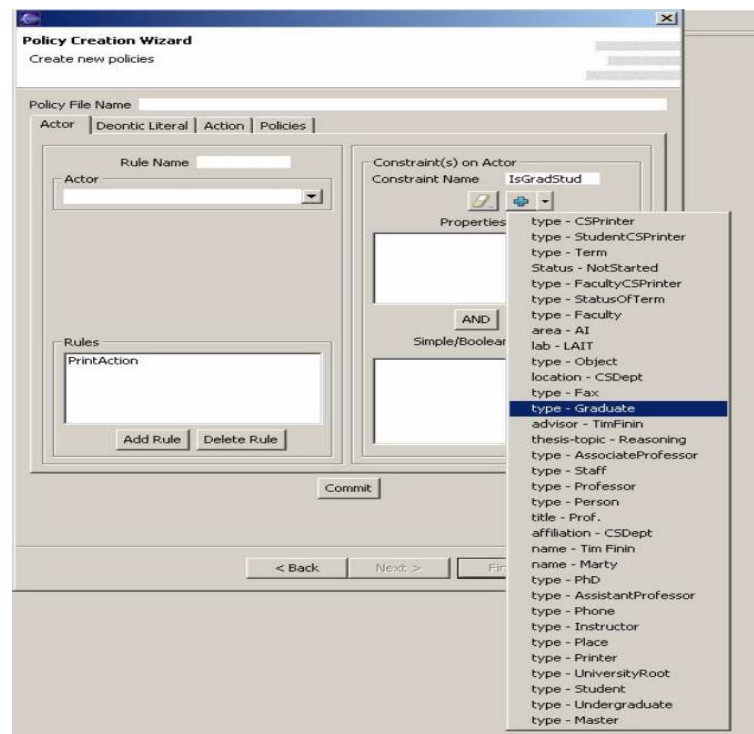 Policy Creation Wizard
Create new policies
Policy File Name
Actor Deontic Literal Action Policies
Rule Name
Actor
Rules
PrintAction
Add Rule Delete Rule
Constraint(s) on Actor
Constraint Name IsGradStud
Properties
AND
Commit
< Back Next >
type - CSPrinter
type - StudentCSPrinter
type - Term
Status - NotStarted
type - FacultyCSPrinter
type - StatusOfTerm
type - Faculty
area - AI
lab - LAIT
type - Object
location - CSDept
type - Fax
type - Graduate
advisor - TimFinin
thesis-topic - Reasoning
type - AssociateProfessor
type - Staff
type - Professor
type - Person
title - Prof.
affiliation - CSDept
name - Tim Finin
name - Marty
type - PhD
type - AssistantProfessor
type - Phone
type - Instructor
type - Place
type - Printer
type - UniversityRoot
type - Student
type - Undergraduate
type - Master